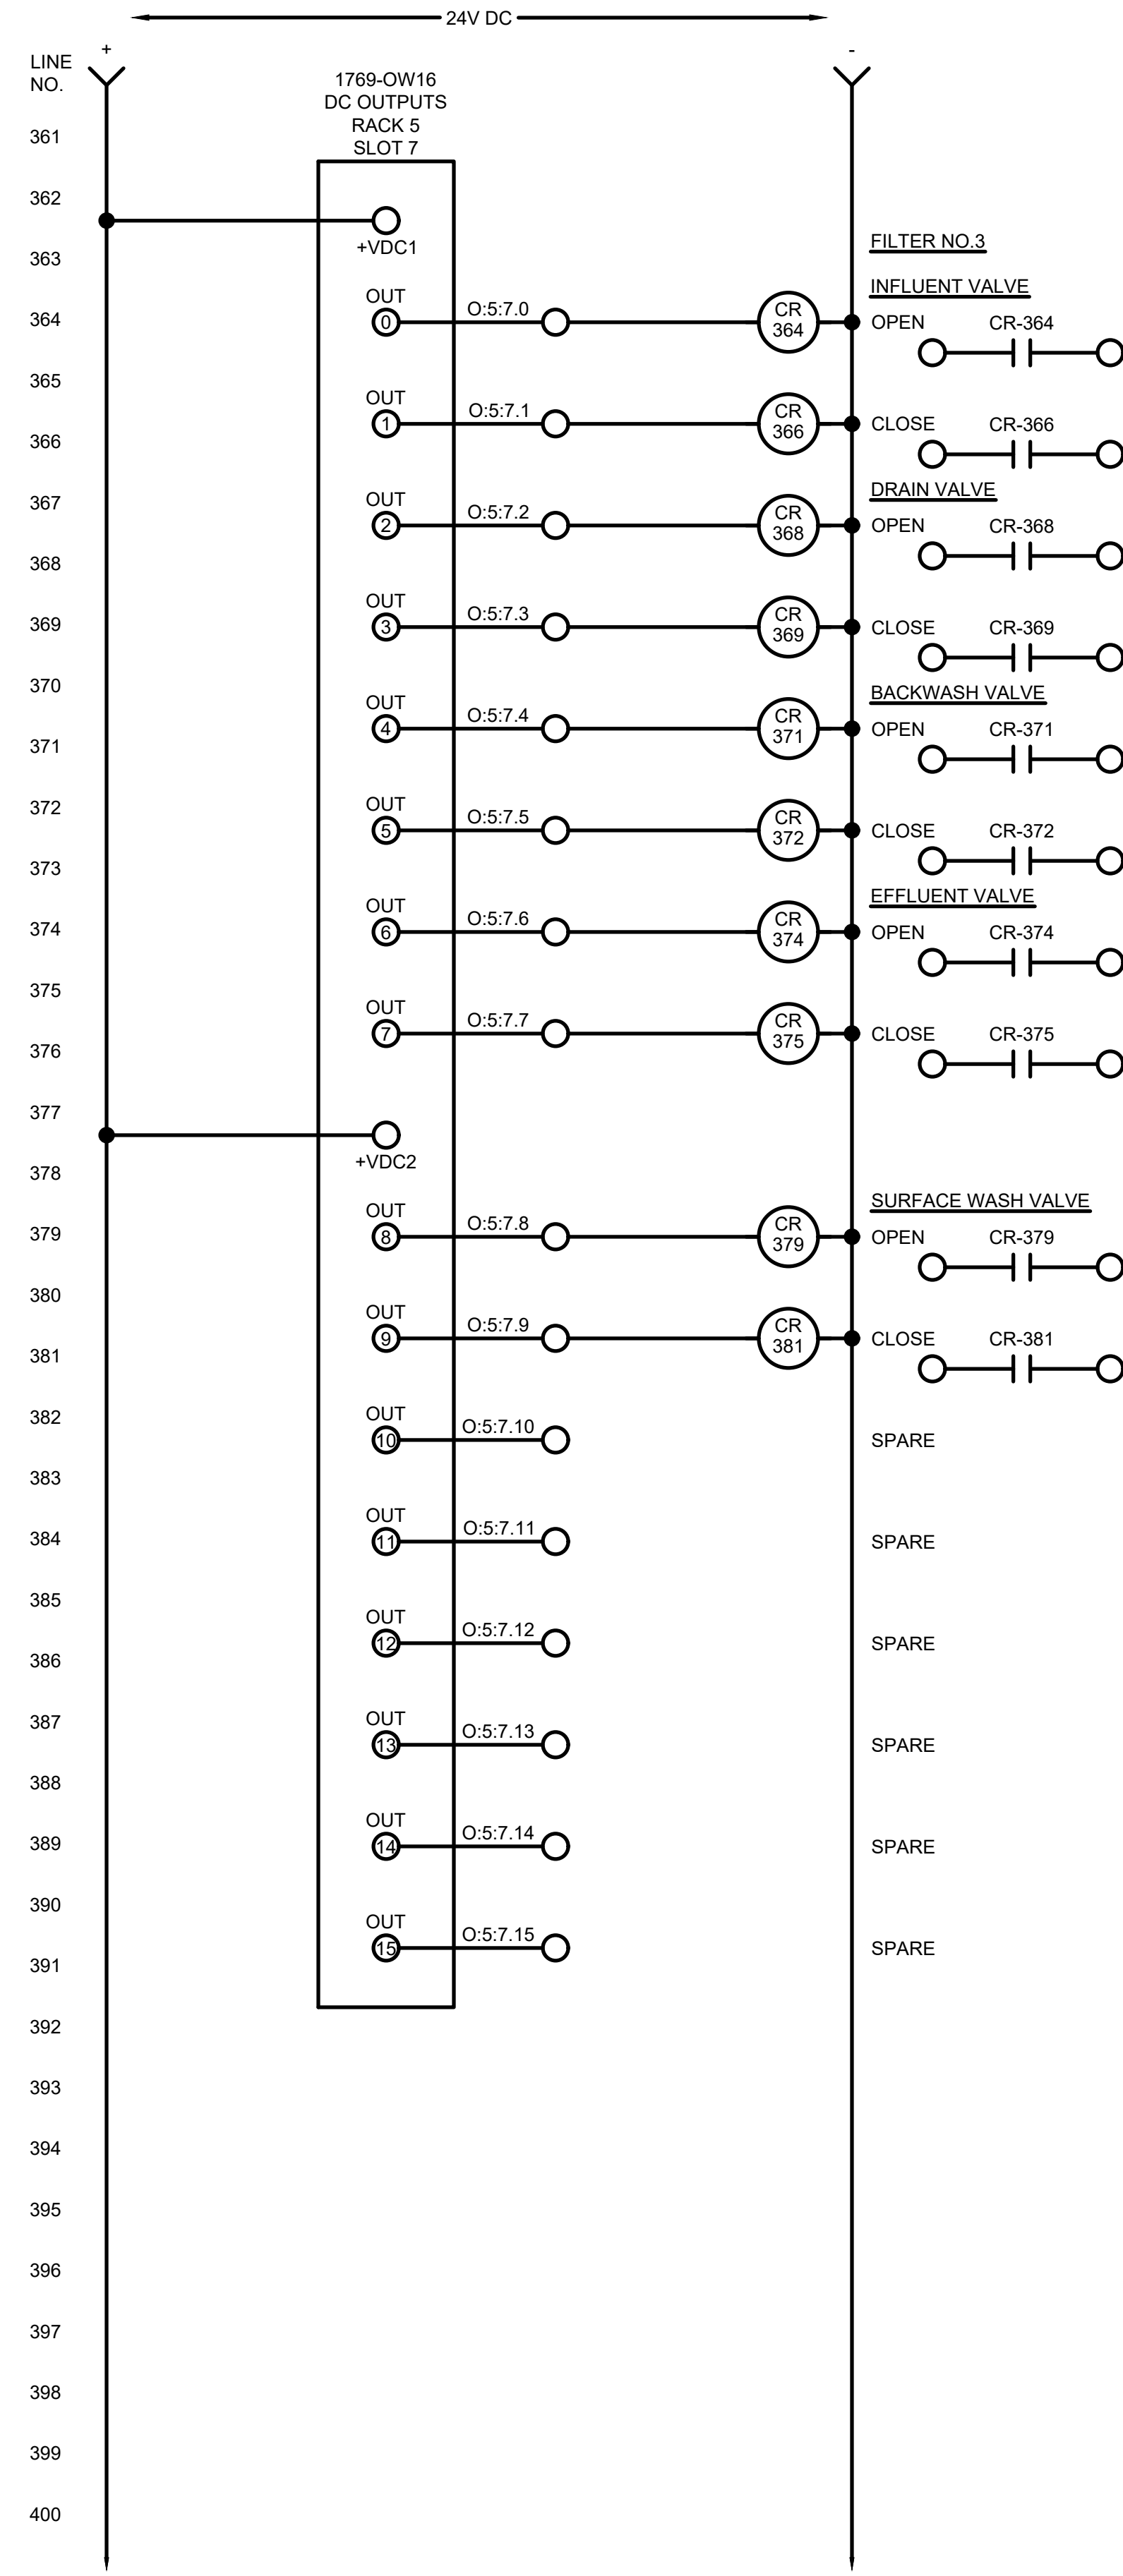 24V DC
+
-
LINE
NO.
1769-OW16
DC OUTPUTS
RACK 5
SLOT 7
361
362
+VDC1
FILTER NO.3
363
INFLUENT VALVE
OUT
364
0
O:5:7.0
CR
364
OPEN
CR-364
365
OUT
1
O:5:7.1
CR
366
CLOSE
CR-366
366
DRAIN VALVE
367
OUT
2
O:5:7.2
CR
368
OPEN
CR-368
368
OUT
369
3
O:5:7.3
CR
369
CLOSE
CR-369
370
BACKWASH VALVE
OUT
4
O:5:7.4
CR
371
OPEN
CR-371
371
372
OUT
5
O:5:7.5
CR
372
CLOSE
CR-372
373
EFFLUENT VALVE
OUT
374
6
O:5:7.6
CR
374
OPEN
CR-374
375
OUT
7
O:5:7.7
CR
375
CLOSE
CR-375
376
377
+VDC2
378
SURFACE WASH VALVE
OUT
379
8
O:5:7.8
CR
379
OPEN
CR-379
380
OUT
9
O:5:7.9
CR
381
CLOSE
CR-381
381
382
OUT
10
O:5:7.10
SPARE
383
OUT
384
11
O:5:7.11
SPARE
385
OUT
12
O:5:7.12
SPARE
386
387
OUT
13
O:5:7.13
SPARE
388
OUT
389
14
O:5:7.14
SPARE
390
OUT
15
O:5:7.15
SPARE
391
392
393
394
395
396
397
398
399
400